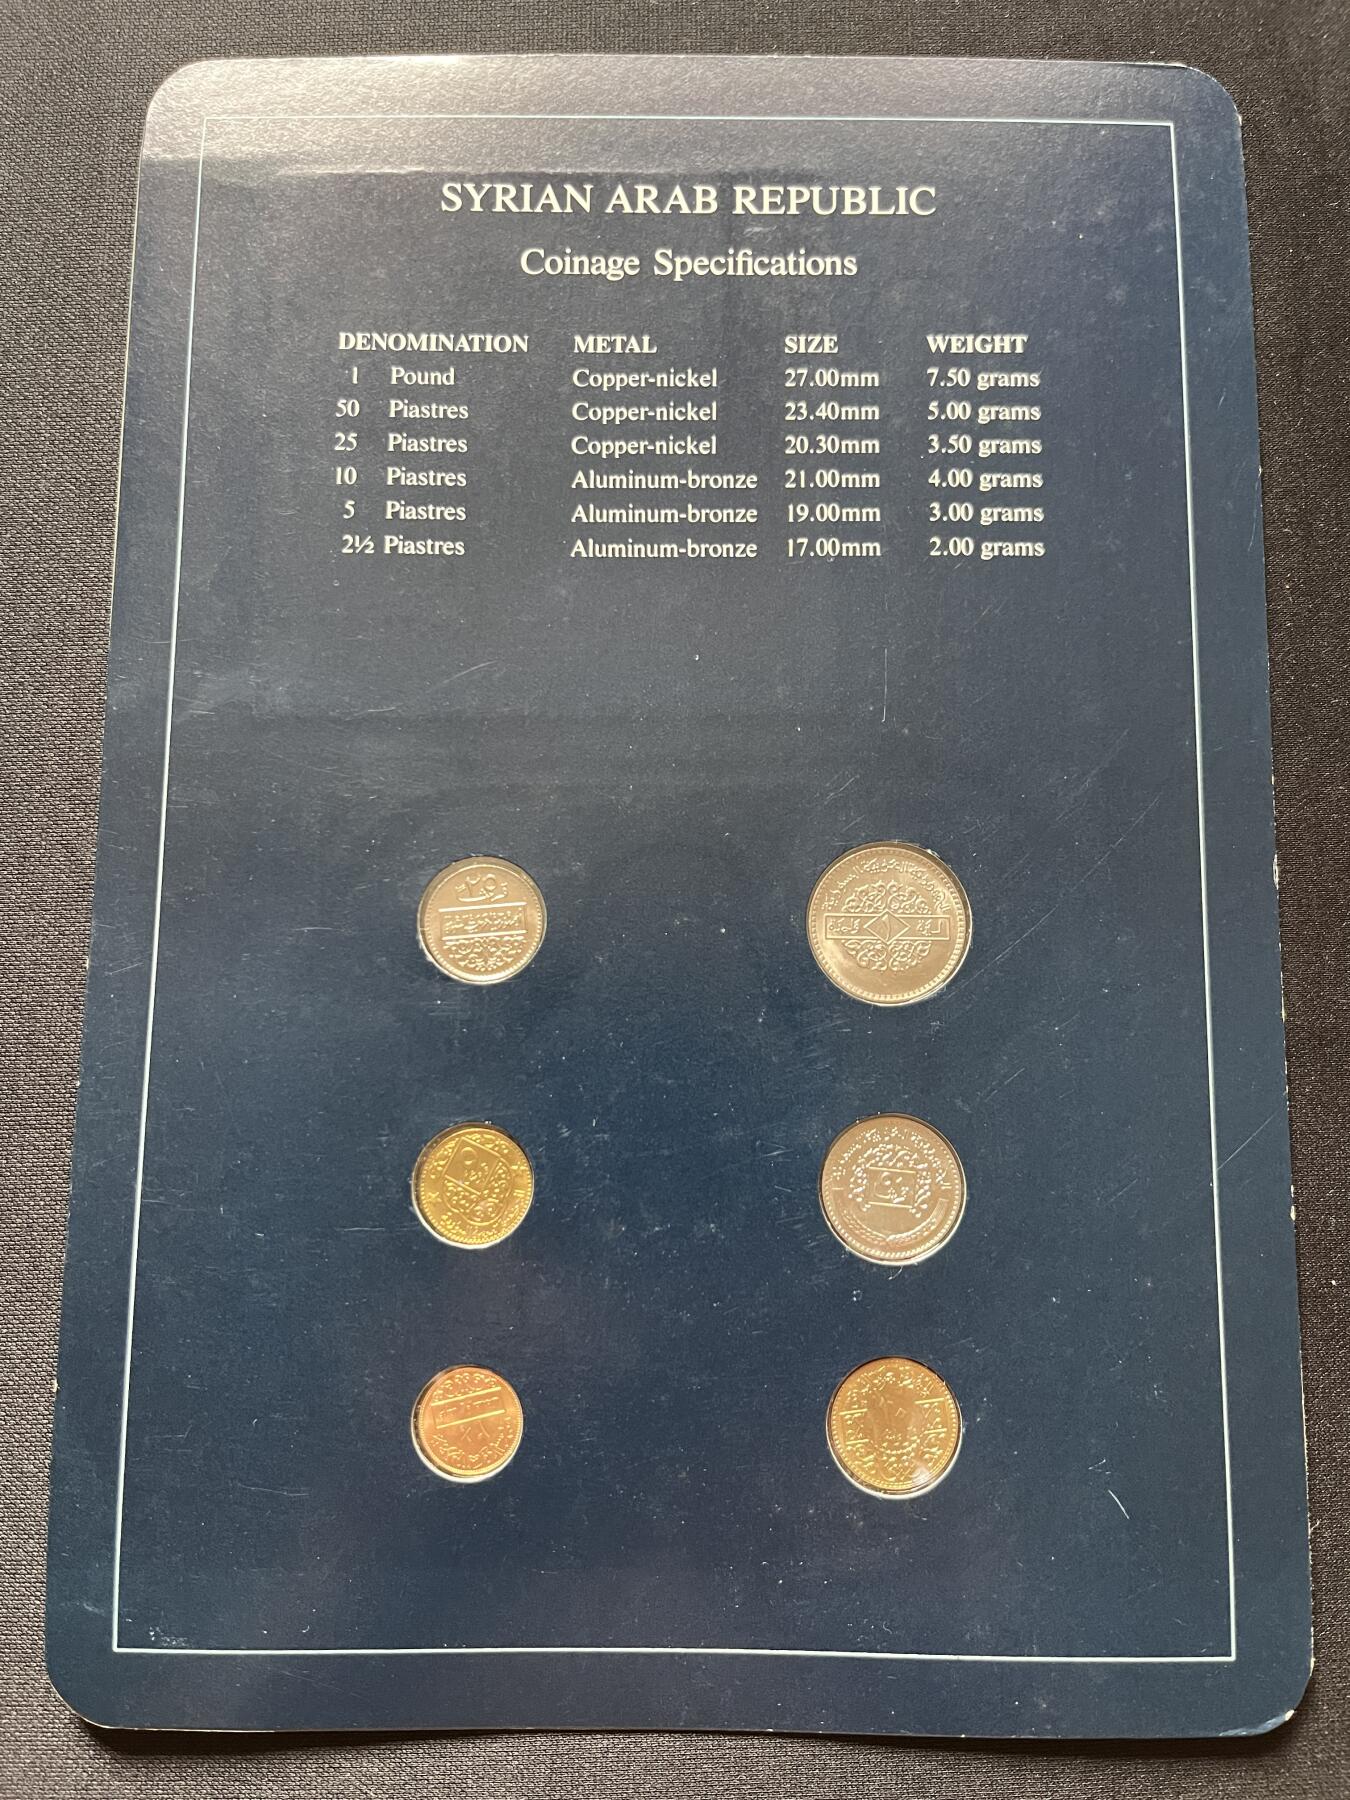 SYRIAN ARAB REPUBLIC
Coinage Specifications
DENOMINATION METAL SIZE WEIGHT
1 Pound Copper-nickel 27.00mm 7.50 grams
50 Piastres Copper-nickel 23.40mm 5.00 grams
25 Piastres Copper-nickel 20.30mm 3.50 grams
10 Piastres Aluminum-bronze 21.00mm 4.00 grams
5 Piastres Aluminum-bronze 19.00mm 3.00 grams
2½ Piastres Aluminum-bronze 17.00mm 2.00 grams
٢٥